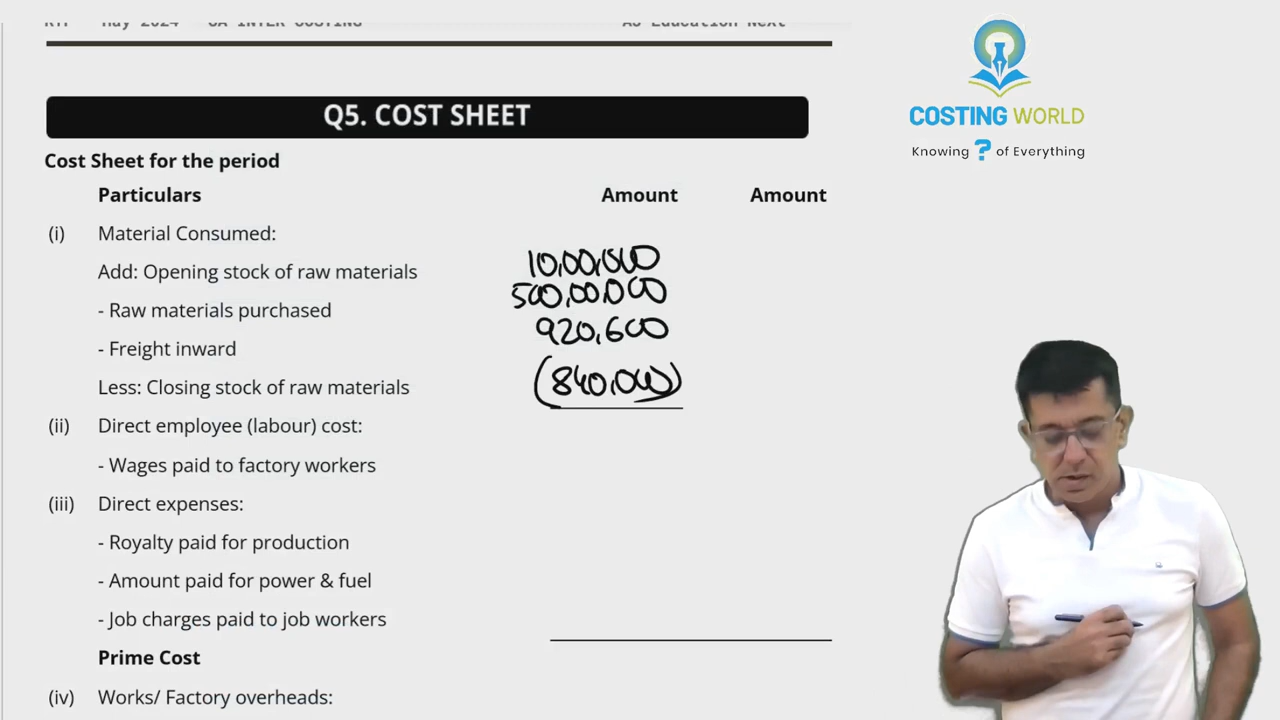 Q5. COST SHEET
COSTING WORLD
Knowing ? of Everything
Cost Sheet for the period
Particulars Amount Amount
(i) Material Consumed:
10,00,000
Add: Opening stock of raw materials
500,00,000
- Raw materials purchased
920,600
- Freight inward
Less: Closing stock of raw materials (840,000)
(ii) Direct employee (labour) cost:
- Wages paid to factory workers
(iii) Direct expenses:
- Royalty paid for production
- Amount paid for power & fuel
- Job charges paid to job workers
Prime Cost
(iv) Works/ Factory overheads: